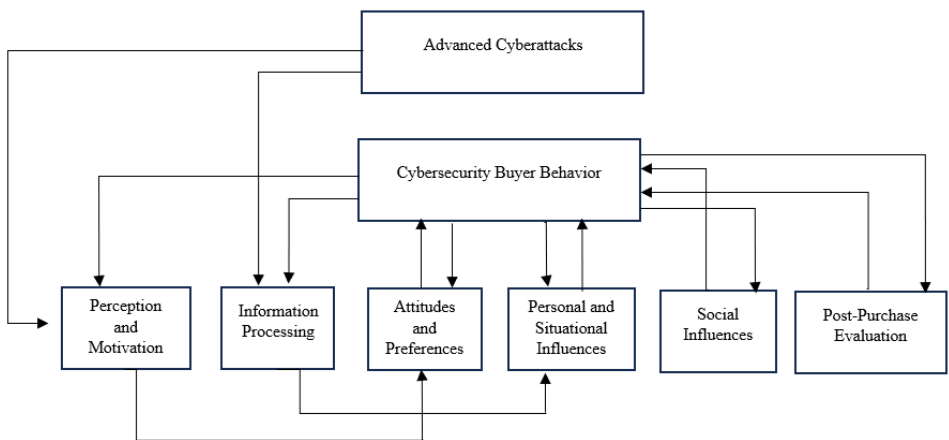 Advanced Cyberattacks
Cybersecurity Buyer Behavior
Perception
and
Motivation
Information
Processing
Attitudes
and
Preferences
Personal and
Situational
Influences
Social
Influences
Post-Purchase
Evaluation